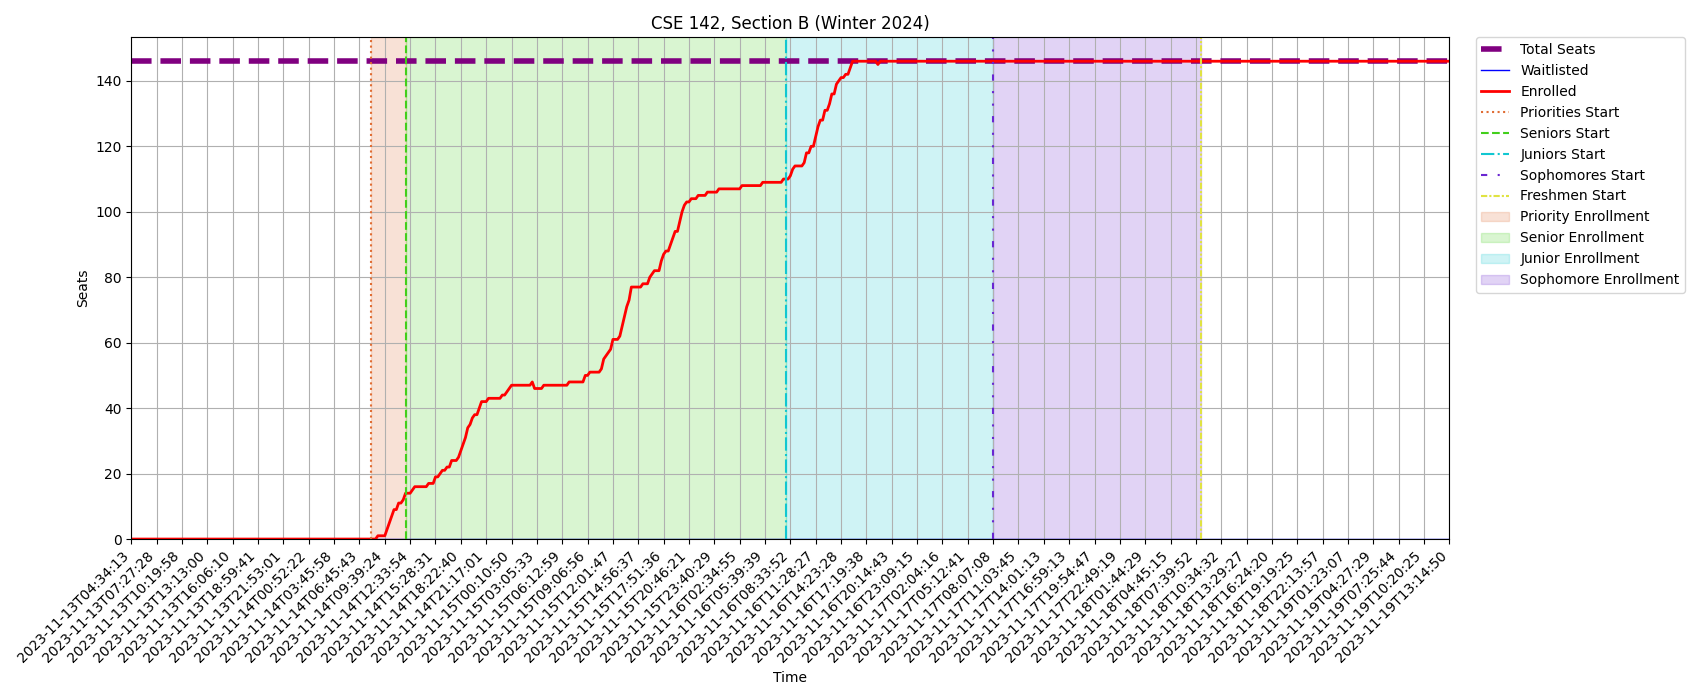 CSE 142, Section B (Winter 2024)
Total Seats
Waitlisted
Enrolled
Priorities Start
Seniors Start
Juniors Start
Sophomores Start
Freshmen Start
Priority Enrollment
Senior Enrollment
Junior Enrollment
Sophomore Enrollment
Seats
140
120
100
80
60
40
20
0
2023-11-13T04:34:13
2023-11-13T07:27:28
2023-11-13T10:19:58
2023-11-13T13:13:00
2023-11-13T16:06:10
2023-11-13T18:59:41
2023-11-13T21:53:01
2023-11-14T00:52:22
2023-11-14T03:45:58
2023-11-14T06:45:43
2023-11-14T09:39:24
2023-11-14T12:33:54
2023-11-14T15:28:31
2023-11-14T18:22:40
2023-11-14T21:17:01
2023-11-15T00:10:50
2023-11-15T03:05:33
2023-11-15T06:12:59
2023-11-15T09:06:56
2023-11-15T12:01:47
2023-11-15T14:56:37
2023-11-15T17:51:36
2023-11-15T20:46:21
2023-11-15T23:40:29
2023-11-16T02:34:55
2023-11-16T05:39:39
2023-11-16T08:33:52
2023-11-16T11:28:27
2023-11-16T14:23:28
2023-11-16T17:19:38
2023-11-16T20:14:43
2023-11-16T23:09:15
2023-11-17T02:04:16
2023-11-17T05:12:41
2023-11-17T08:07:08
2023-11-17T11:03:45
2023-11-17T14:01:13
2023-11-17T16:59:13
2023-11-17T19:54:47
2023-11-17T22:49:19
2023-11-18T01:44:29
2023-11-18T04:45:15
2023-11-18T07:39:52
2023-11-18T10:34:32
2023-11-18T13:29:27
2023-11-18T16:24:20
2023-11-18T19:19:25
2023-11-18T22:13:57
2023-11-19T01:23:07
2023-11-19T04:27:29
2023-11-19T07:25:44
2023-11-19T10:20:25
2023-11-19T13:14:50
Time